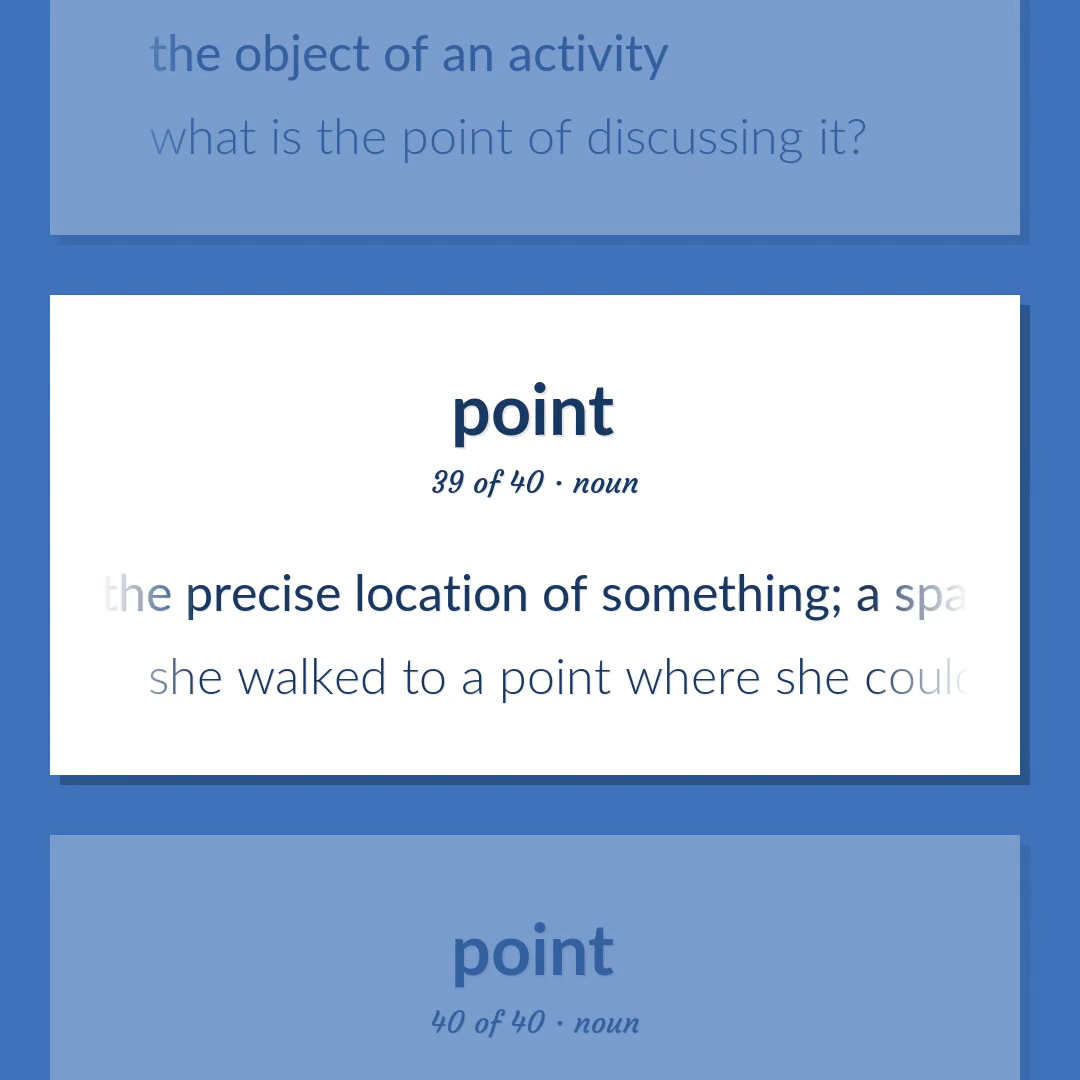 the object of an activity
what is the point of discussing it?
point
39 of 40 · noun
the precise location of something; a spa
she walked to a point where she could
point
40 of 40 · noun